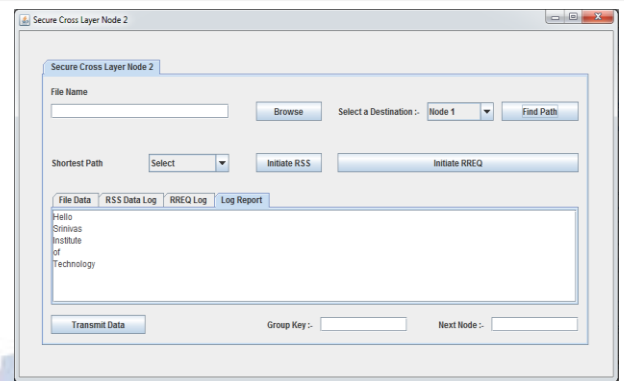 Secure Cross Layer Node 2
Secure Cross Layer Node 2
File Name
Browse Select a Destination :- Node 1 Find Path
Shortest Path Select Initiate RSS Initiate RREQ
File Data RSS Data Log RREQ Log Log Report
Hello
Srinivas
Institute
of
Technology
Transmit Data Group Key :- Next Node :-